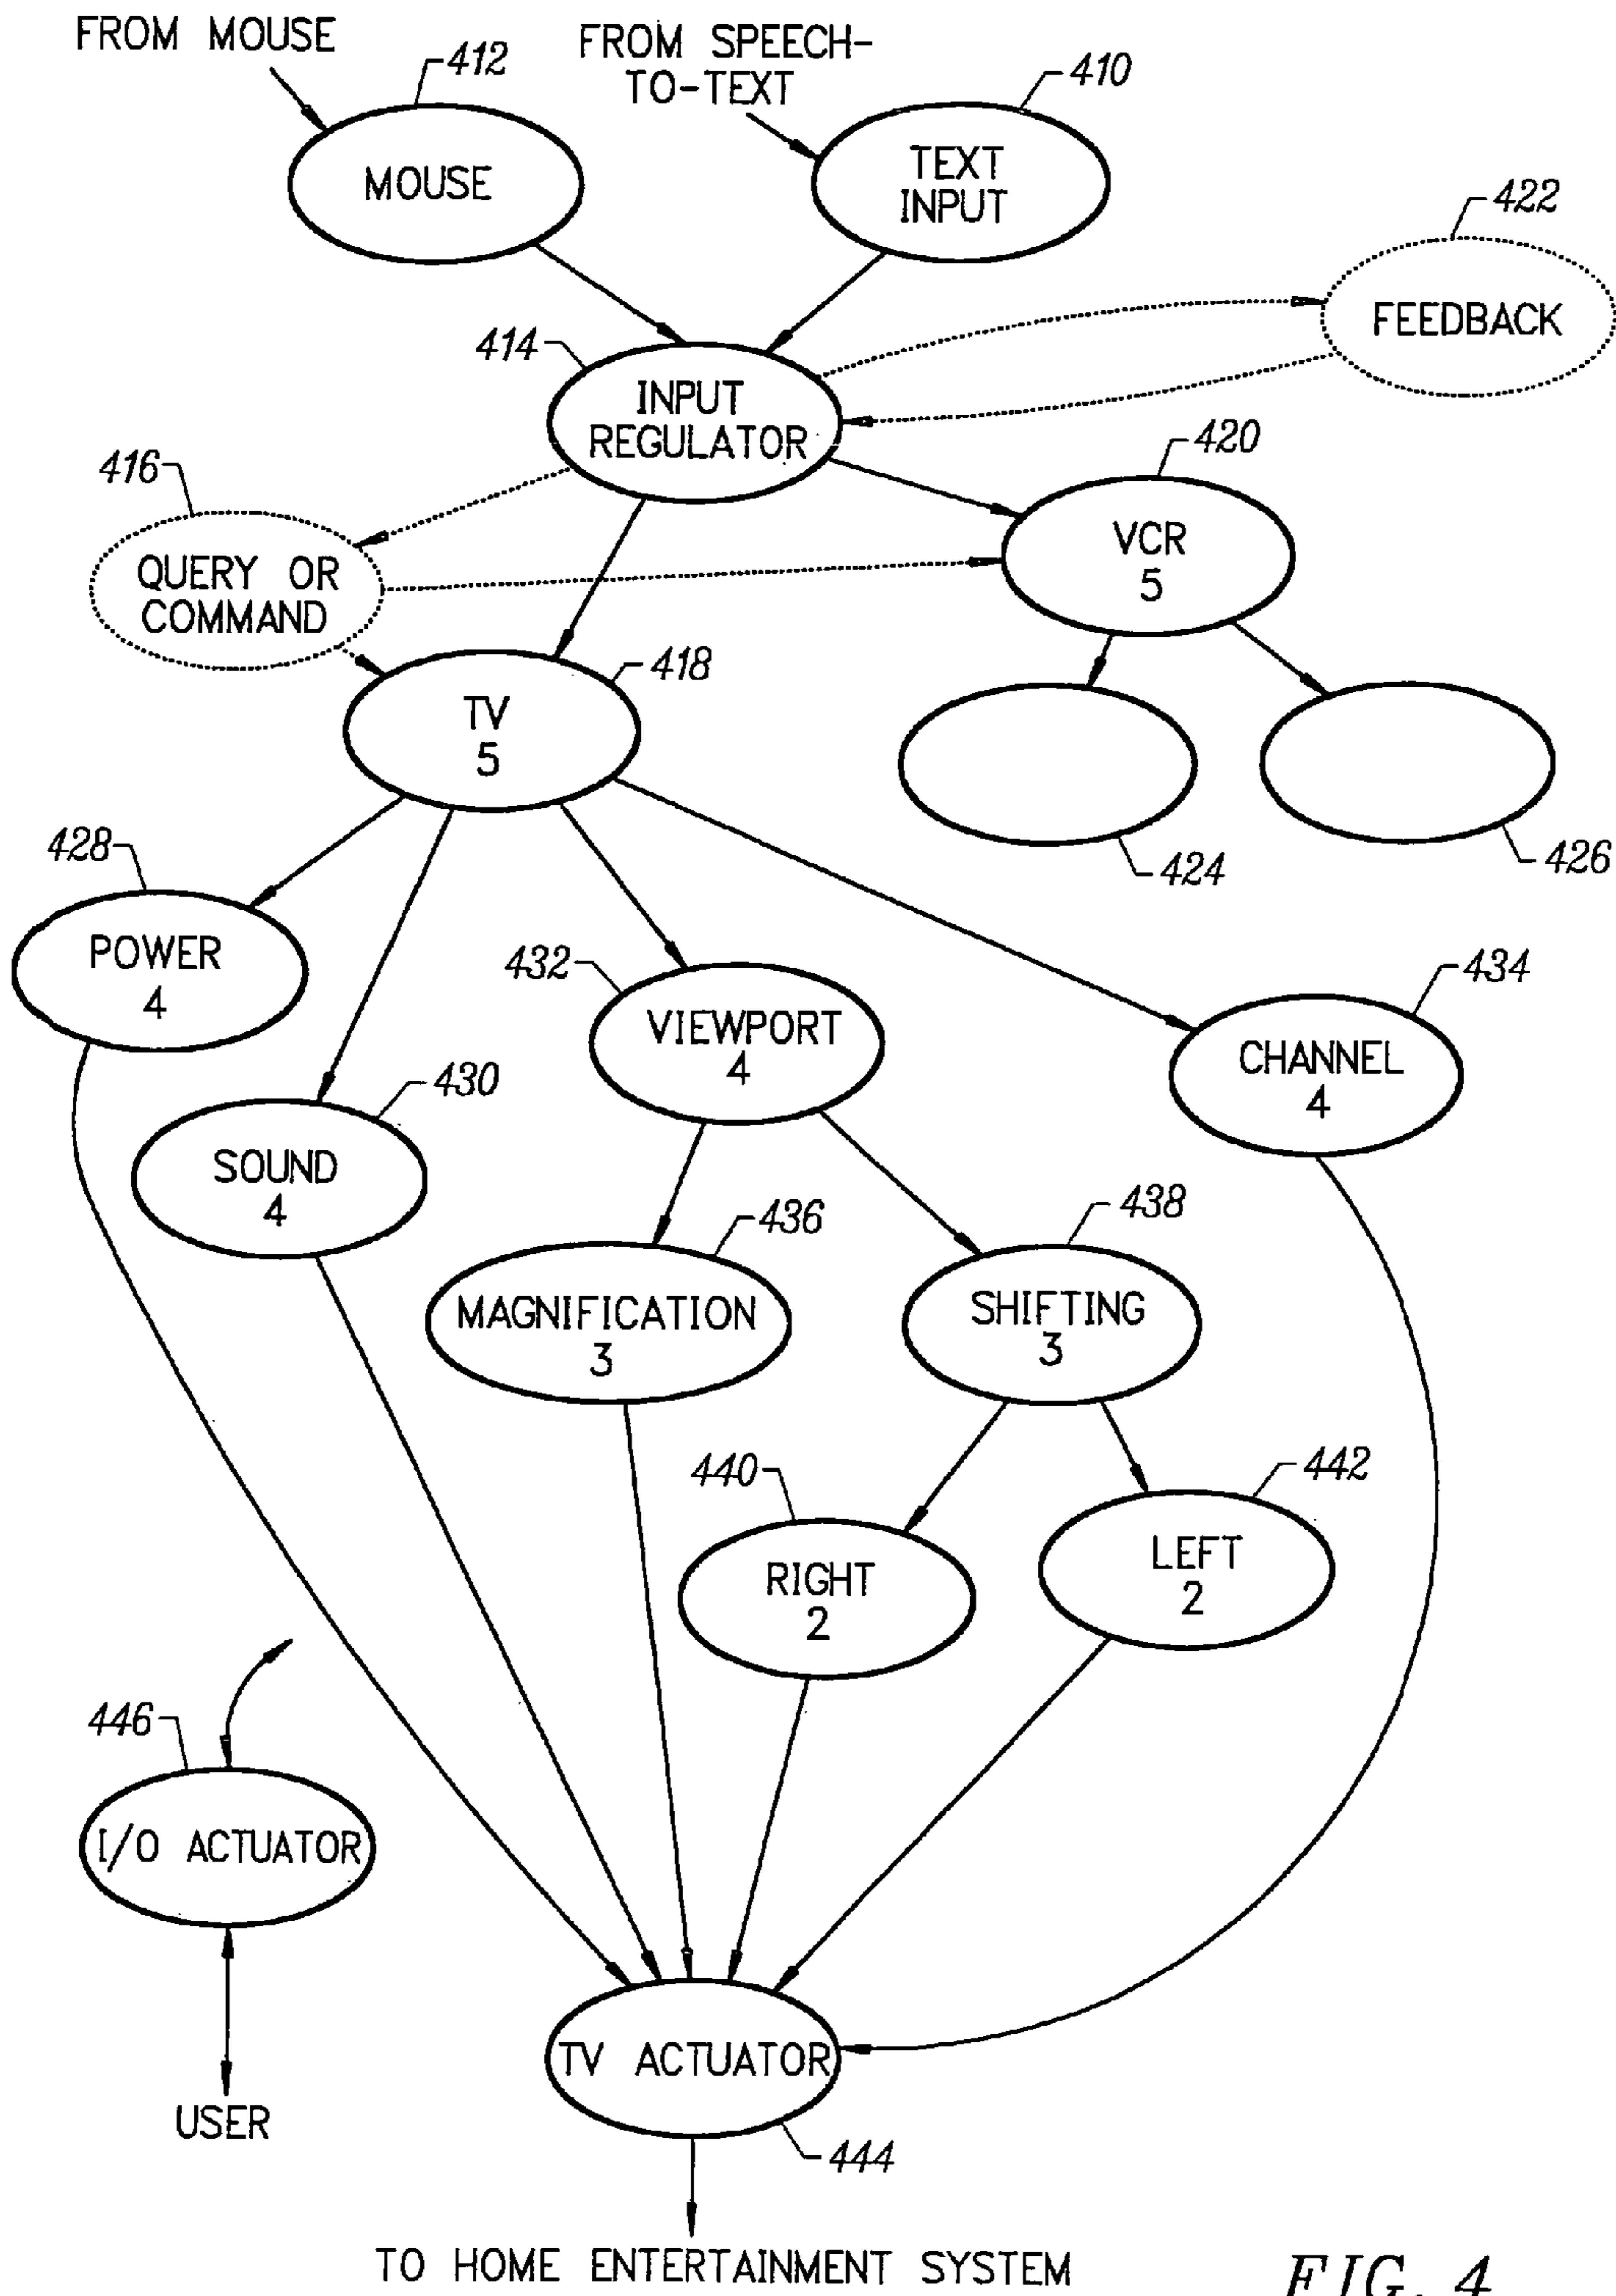 FROM MOUSE
412
FROM SPEECH-
TO-TEXT
410
MOUSE
TEXT
INPUT
422
FEEDBACK
414
INPUT
REGULATOR
416
QUERY OR
COMMAND
420
VCR
5
418
TV
5
424
426
428
POWER
4
432
VIEWPORT
4
434
CHANNEL
4
430
SOUND
4
436
MAGNIFICATION
3
438
SHIFTING
3
440
RIGHT
2
442
LEFT
2
446
I/O ACTUATOR
USER
TV ACTUATOR
444
TO HOME ENTERTAINMENT SYSTEM
FIG. 4